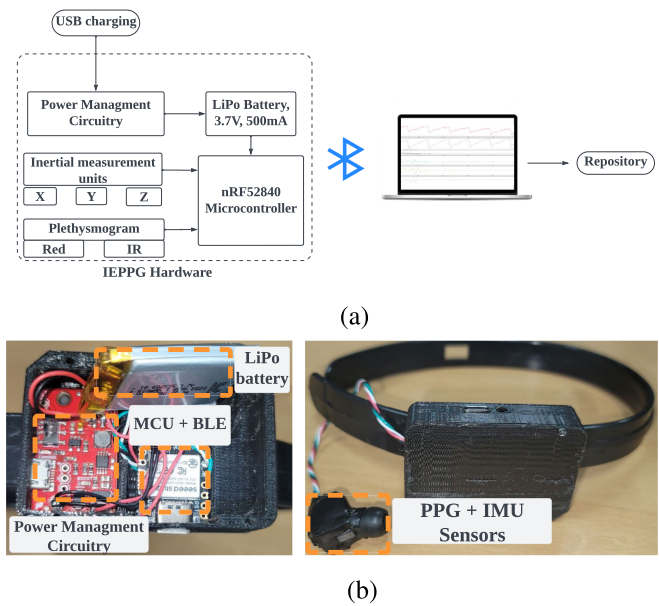 USB charging
Power Managment
Circuitry
LiPo Battery,
3.7V, 500mA
Inertial measurement
units
X
Y
Z
nRF52840
Microcontroller
Plethysmogram
Red
IR
IEPPG Hardware
Repository
(a)
LiPo
battery
MCU + BLE
Power Managment
Circuitry
PPG + IMU
Sensors
(b)